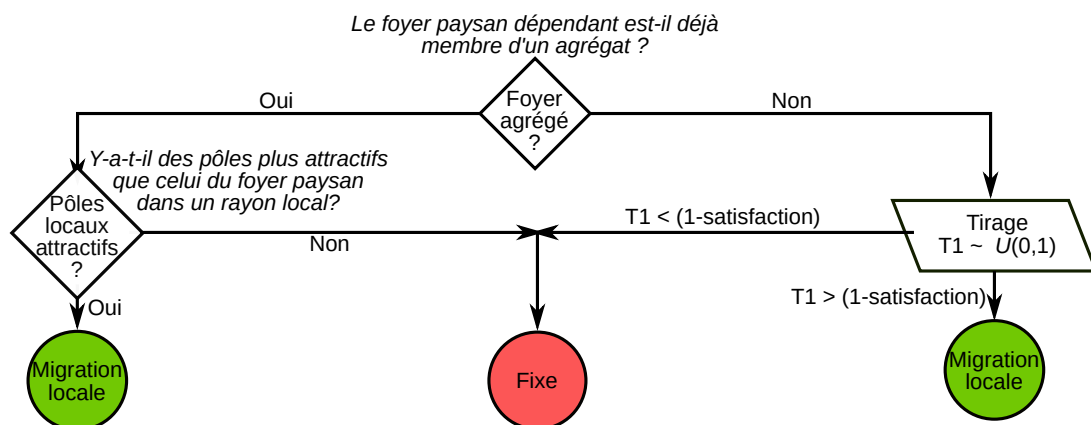 Le foyer paysan dépendant est-il déjà
membre d'un agrégat ?
Oui
Foyer
agrégé
?
Non
Y-a-t-il des pôles plus attractifs
que celui du foyer paysan
dans un rayon local?
Pôles
locaux
attractifs
?
Non
T1 < (1-satisfaction)
Tirage
T1 ~ U(0,1)
Oui
T1 > (1-satisfaction)
Migration
locale
Fixe
Migration
locale